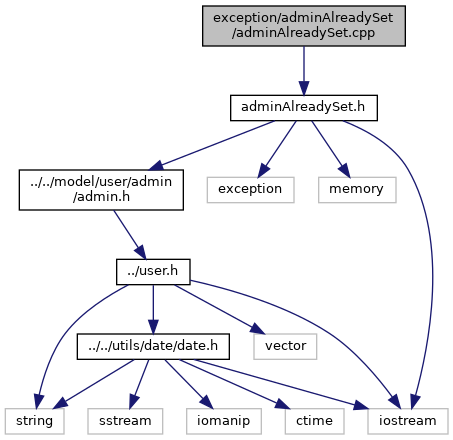 exception/adminAlreadySet
/adminAlreadySet.cpp
adminAlreadySet.h
../../model/user/admin
/admin.h
exception
memory
../user.h
../../utils/date/date.h
vector
string
sstream
iomanip
ctime
iostream